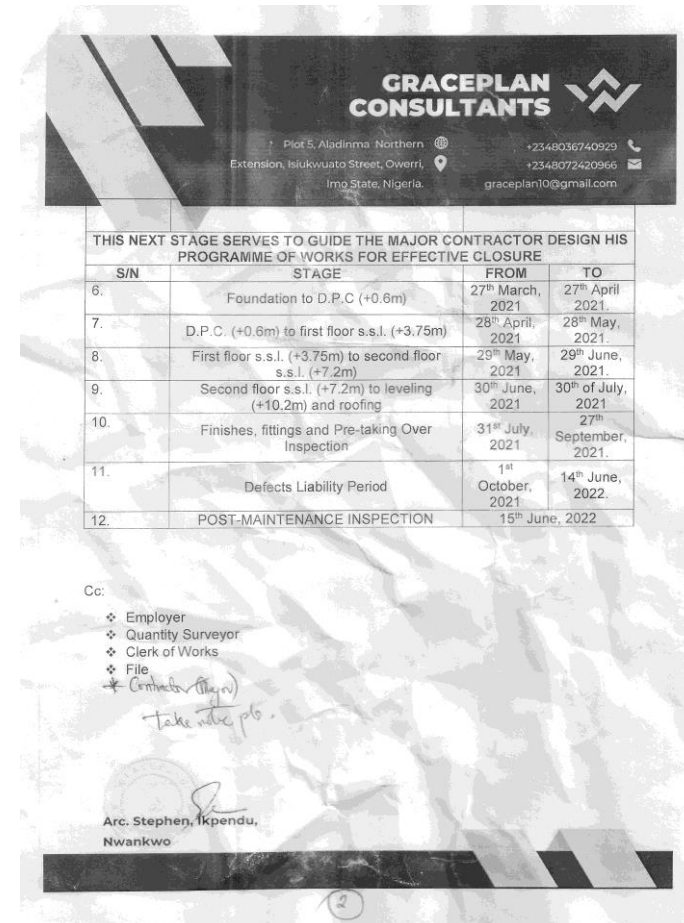 GRACEPLAN
CONSULTANTS
Plot 5, Aladinma Northern
Extension, Isiukwuato Street, Owerri,
Imo State, Nigeria.
+2348036740929
+2348072420966
graceplan10@gmail.com
THIS NEXT STAGE SERVES TO GUIDE THE MAJOR CONTRACTOR DESIGN HIS
PROGRAMME OF WORKS FOR EFFECTIVE CLOSURE
S/N STAGE FROM TO
6. Foundation to D.P.C (+0.6m) 27th March, 2021 27th April 2021.
7. D.P.C. (+0.6m) to first floor s.s.l. (+3.75m) 28th April, 2021 28th May, 2021.
8. First floor s.s.l. (+3.75m) to second floor s.s.l. (+7.2m) 29th May, 2021 29th June, 2021.
9. Second floor s.s.l. (+7.2m) to leveling (+10.2m) and roofing 30th June, 2021 30th of July, 2021
10. Finishes, fittings and Pre-taking Over Inspection 31st July 2021 27th September, 2021.
11. Defects Liability Period 1st October, 2021 14th June, 2022.
12. POST-MAINTENANCE INSPECTION 15th June, 2022
Cc:
❖ Employer
❖ Quantity Surveyor
❖ Clerk of Works
❖ File
* Contractor (Major)
take note pls.
Arc. Stephen, Ikpendu,
Nwankwo
2